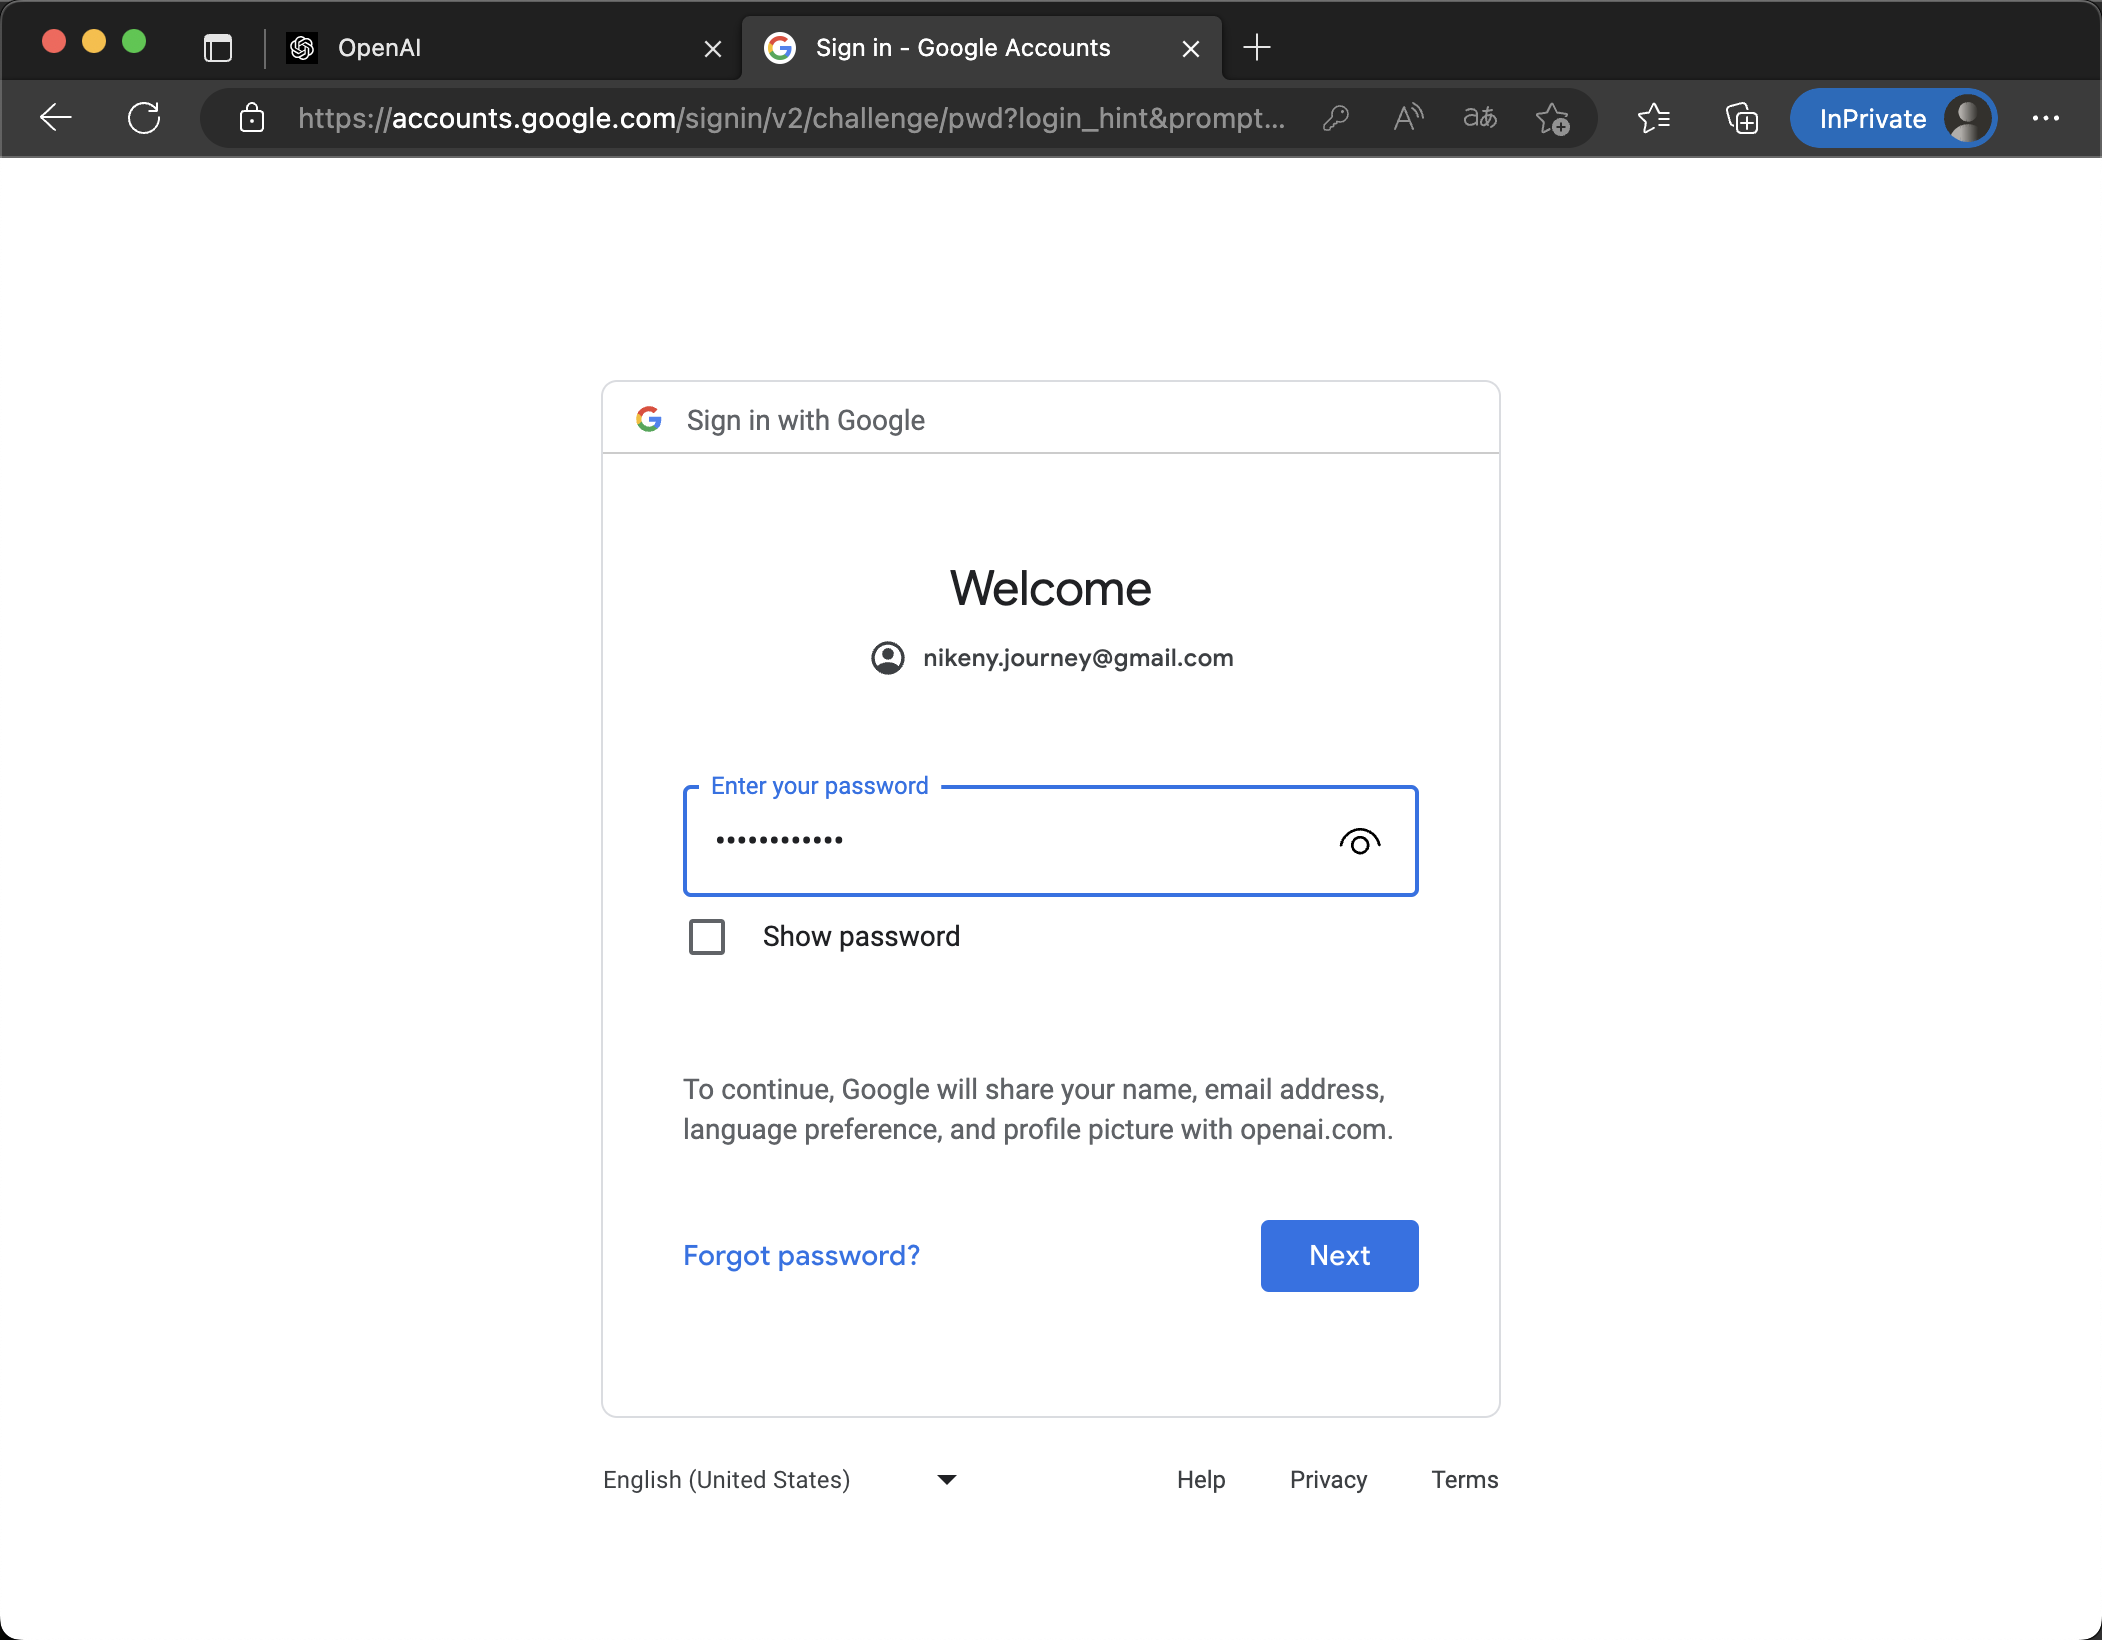 OpenAI
Sign in - Google Accounts
https://accounts.google.com/signin/v2/challenge/pwd?login_hint&prompt...
aあ
InPrivate
Sign in with Google
Welcome
nikeny.journey@gmail.com
Enter your password
••••••••••••
Show password
To continue, Google will share your name, email address,
language preference, and profile picture with openai.com.
Forgot password?
Next
English (United States)
Help
Privacy
Terms